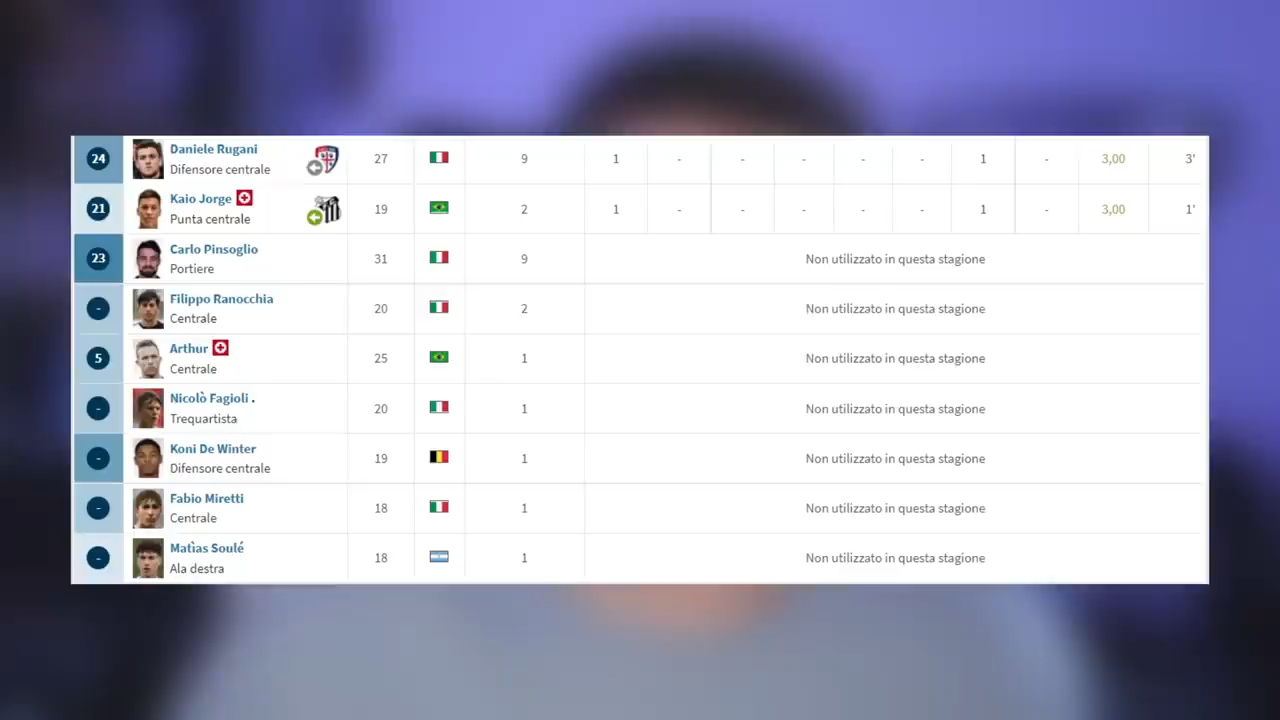 24 Daniele Rugani 27 9 1 - - - - - 1 - 3,00 3'
Difensore centrale
21 Kaio Jorge 19 2 1 - - - - - 1 - 3,00 1'
Punta centrale
23 Carlo Pinsoglio 31 9 Non utilizzato in questa stagione
Portiere
- Filippo Ranocchia 20 2 Non utilizzato in questa stagione
Centrale
5 Arthur 25 1 Non utilizzato in questa stagione
Centrale
- Nicolò Fagioli . 20 1 Non utilizzato in questa stagione
Trequartista
- Koni De Winter 19 1 Non utilizzato in questa stagione
Difensore centrale
- Fabio Miretti 18 1 Non utilizzato in questa stagione
Centrale
- Matìas Soulé 18 1 Non utilizzato in questa stagione
Ala destra